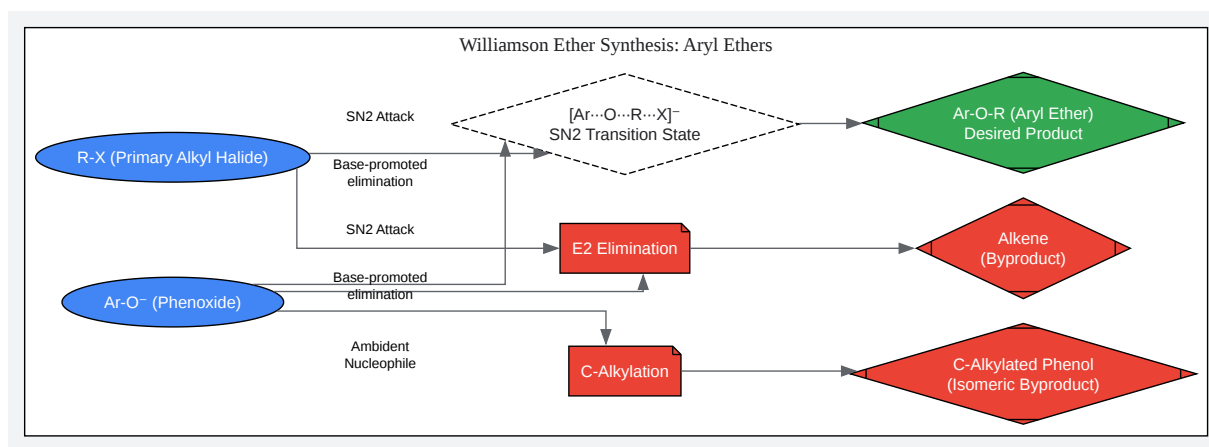 Williamson Ether Synthesis: Aryl Ethers
SN2 Attack
[Ar···O···R···X]⁻
SN2 Transition State
Ar-O-R (Aryl Ether)
Desired Product
R-X (Primary Alkyl Halide)
Base-promoted
elimination
SN2 Attack
E2 Elimination
Alkene
(Byproduct)
Base-promoted
elimination
Ar-O⁻ (Phenoxide)
Ambident
Nucleophile
C-Alkylation
C-Alkylated Phenol
(Isomeric Byproduct)